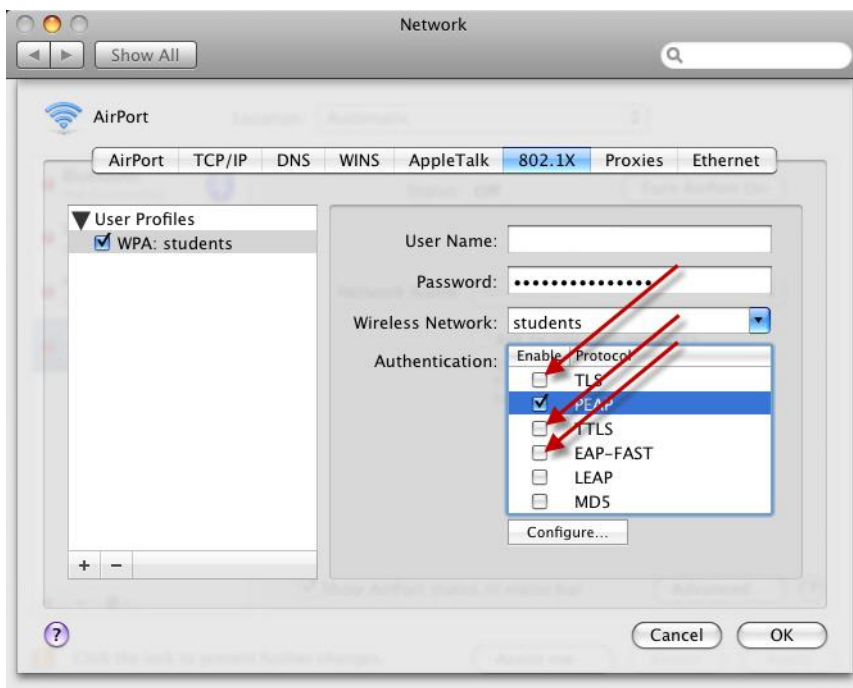 Network
Show All
AirPort
AirPort TCP/IP DNS WINS AppleTalk 802.1X Proxies Ethernet
User Profiles
WPA: students
User Name:
Password: •••••••••••••••
Wireless Network: students
Authentication:
Enable Protocol
TLS
PEAP
TTLS
EAP-FAST
LEAP
MD5
Configure...
+ −
? Cancel OK